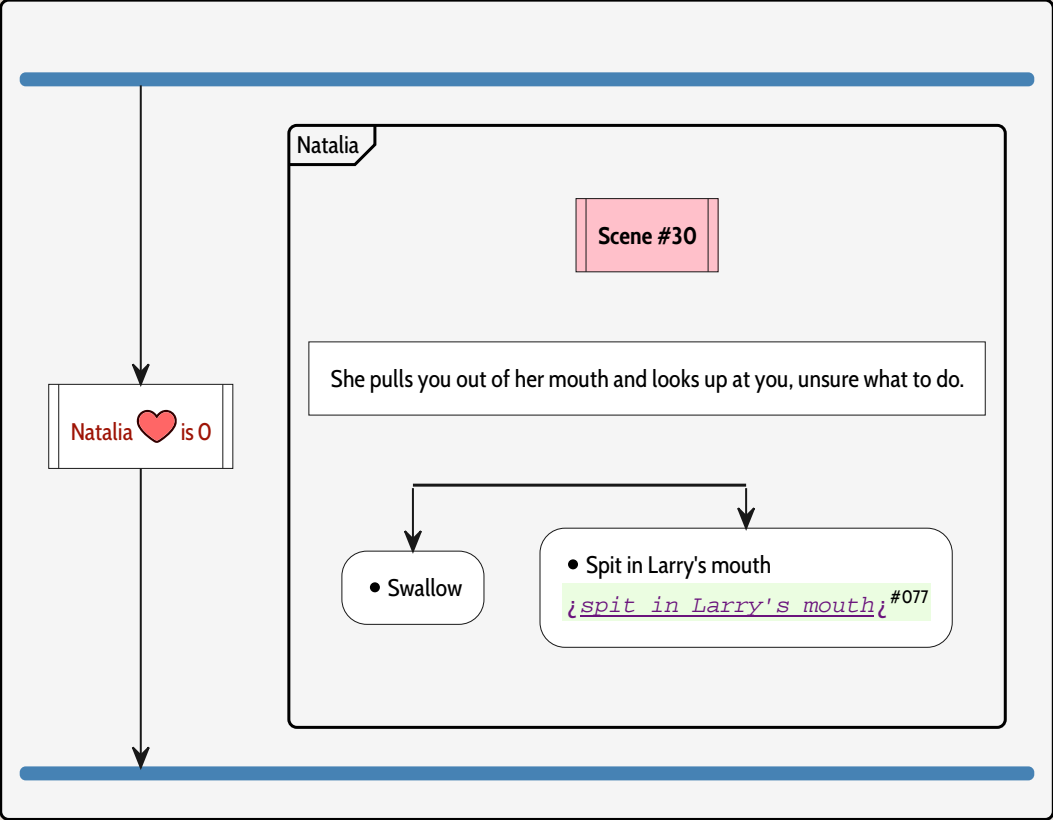 Natalia
Scene #30
She pulls you out of her mouth and looks up at you, unsure what to do.
Natalia is 0
Swallow
Spit in Larry's mouth
¿spit in Larry's mouth¿#077